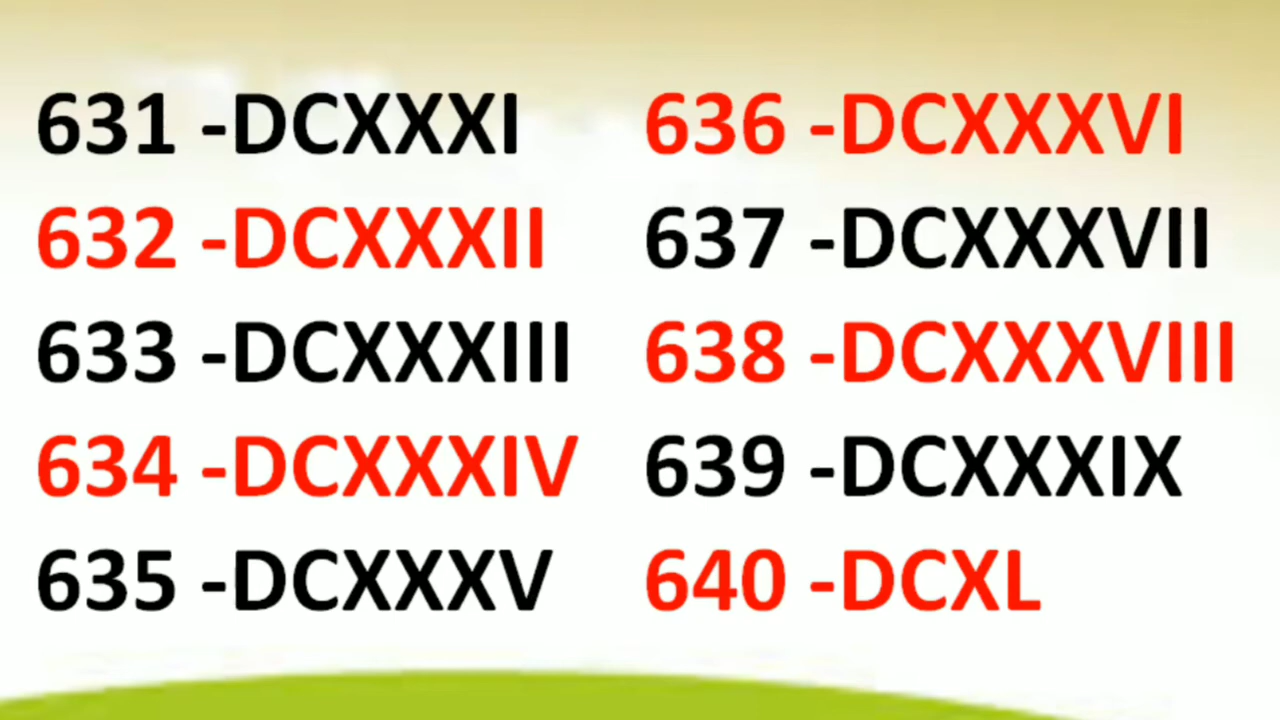 631 -DCXXXI
632 -DCXXXII
633 -DCXXXIII
634 -DCXXXIV
635 -DCXXXV
636 -DCXXXVI
637 -DCXXXVII
638 -DCXXXVIII
639 -DCXXXIX
640 -DCXL